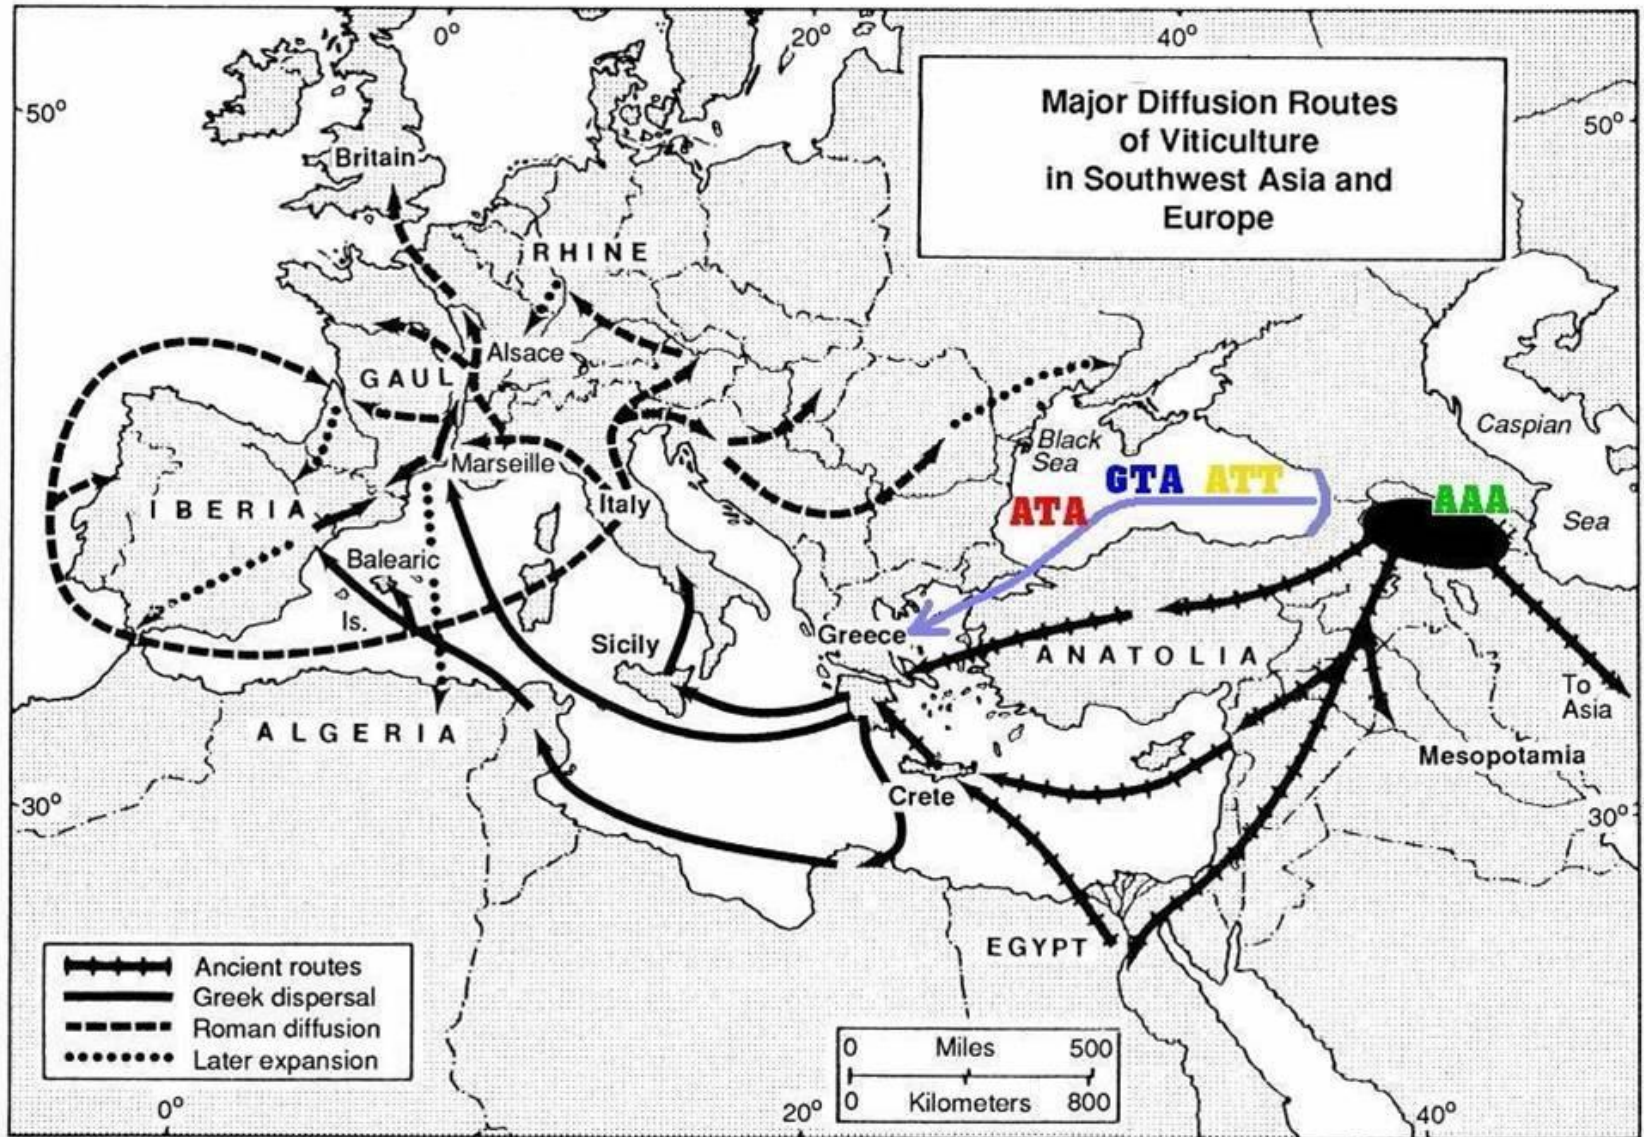 0°
20°
40°
50°
50°
Major Diffusion Routes
of Viticulture
in Southwest Asia and
Europe
Britain
RHINE
Alsace
GAUL
Marseille
IBERIA
Italy
Balearic
Is.
Sicily
Greece
Black
Sea
GTA
ATT
ATA
AAA
Caspian
Sea
ANATOLIA
To
Asia
Mesopotamia
ALGERIA
Crete
EGYPT
30°
30°
Ancient routes
Greek dispersal
Roman diffusion
Later expansion
0 Miles 500
0 Kilometers 800
0°
20°
40°